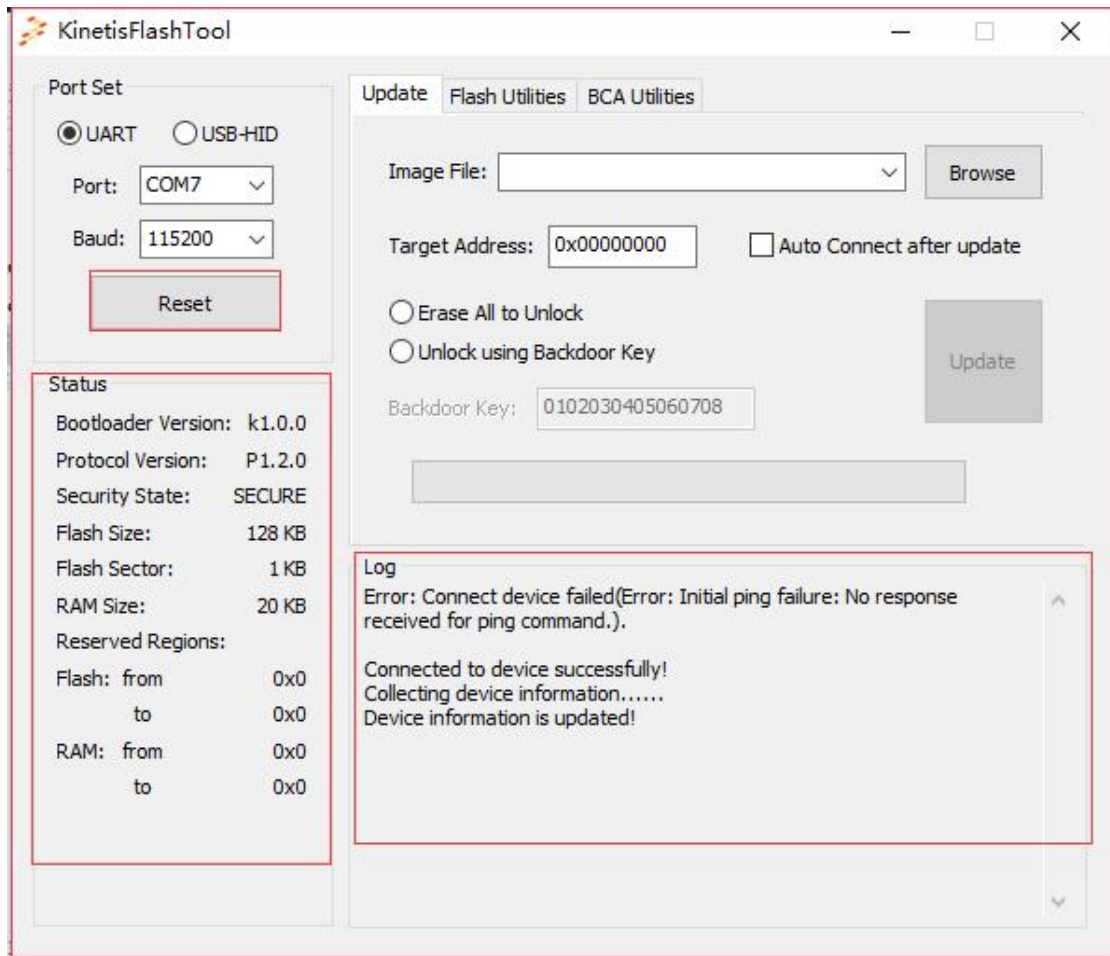 KinetisFlashTool
Port Set
UART USB-HID
Port: COM7
Baud: 115200
Reset
Status
Bootloader Version: k1.0.0
Protocol Version: P1.2.0
Security State: SECURE
Flash Size: 128 KB
Flash Sector: 1 KB
RAM Size: 20 KB
Reserved Regions:
Flash: from 0x0
to 0x0
RAM: from 0x0
to 0x0
Update Flash Utilities BCA Utilities
Image File: Browse
Target Address: 0x00000000 Auto Connect after update
Erase All to Unlock
Unlock using Backdoor Key
Update
Backdoor Key: 0102030405060708
Log
Error: Connect device failed(Error: Initial ping failure: No response
received for ping command.).
Connected to device successfully!
Collecting device information......
Device information is updated!